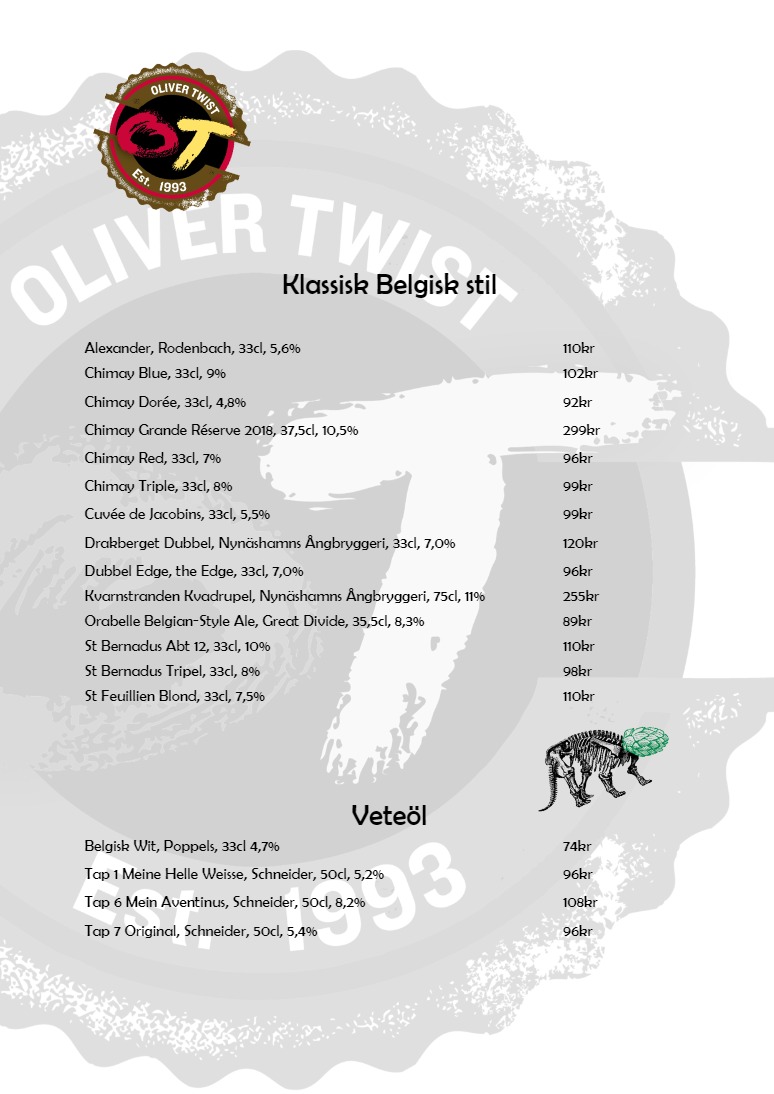 OLIVER TWIST
OT
Est. 1993
OLIVER TWIST
Klassisk Belgisk stil
Alexander, Rodenbach, 33cl, 5,6% 110kr
Chimay Blue, 33cl, 9% 102kr
Chimay Dorée, 33cl, 4,8% 92kr
Chimay Grande Réserve 2018, 37,5cl, 10,5% 299kr
Chimay Red, 33cl, 7% 96kr
Chimay Triple, 33cl, 8% 99kr
Cuvée de Jacobins, 33cl, 5,5% 99kr
Drakberget Dubbel, Nynäshamns Ångbryggeri, 33cl, 7,0% 120kr
Dubbel Edge, the Edge, 33cl, 7,0% 96kr
Kvarnstranden Kvadrupel, Nynäshamns Ångbryggeri, 75cl, 11% 255kr
Orabelle Belgian-Style Ale, Great Divide, 35,5cl, 8,3% 89kr
St Bernadus Abt 12, 33cl, 10% 110kr
St Bernadus Tripel, 33cl, 8% 98kr
St Feuillien Blond, 33cl, 7,5% 110kr
Veteöl
Belgisk Wit, Poppels, 33cl 4,7% 74kr
Tap 1 Meine Helle Weisse, Schneider, 50cl, 5,2% 96kr
Tap 6 Mein Aventinus, Schneider, 50cl, 8,2% 108kr
Tap 7 Original, Schneider, 50cl, 5,4% 96kr
Est. 1993